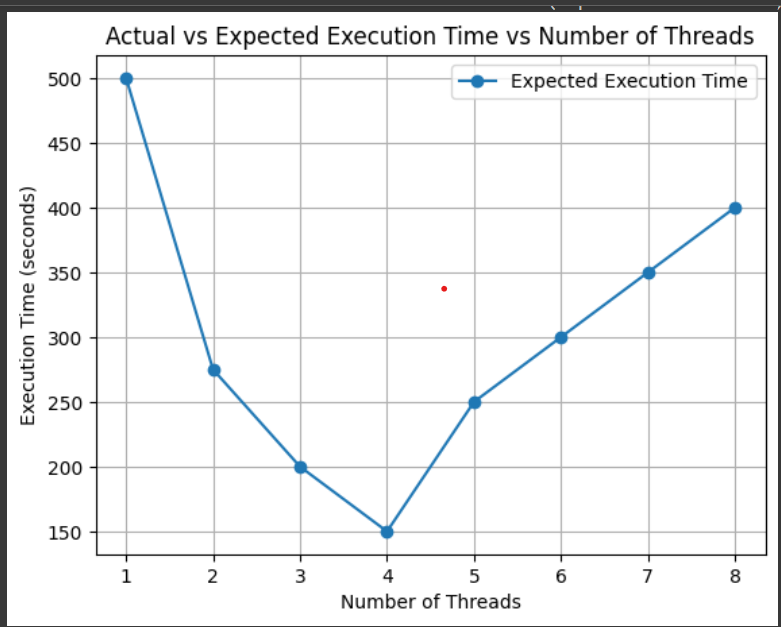 Actual vs Expected Execution Time vs Number of Threads
Expected Execution Time
500
450
400
350
300
250
200
150
Execution Time (seconds)
1 2 3 4 5 6 7 8
Number of Threads